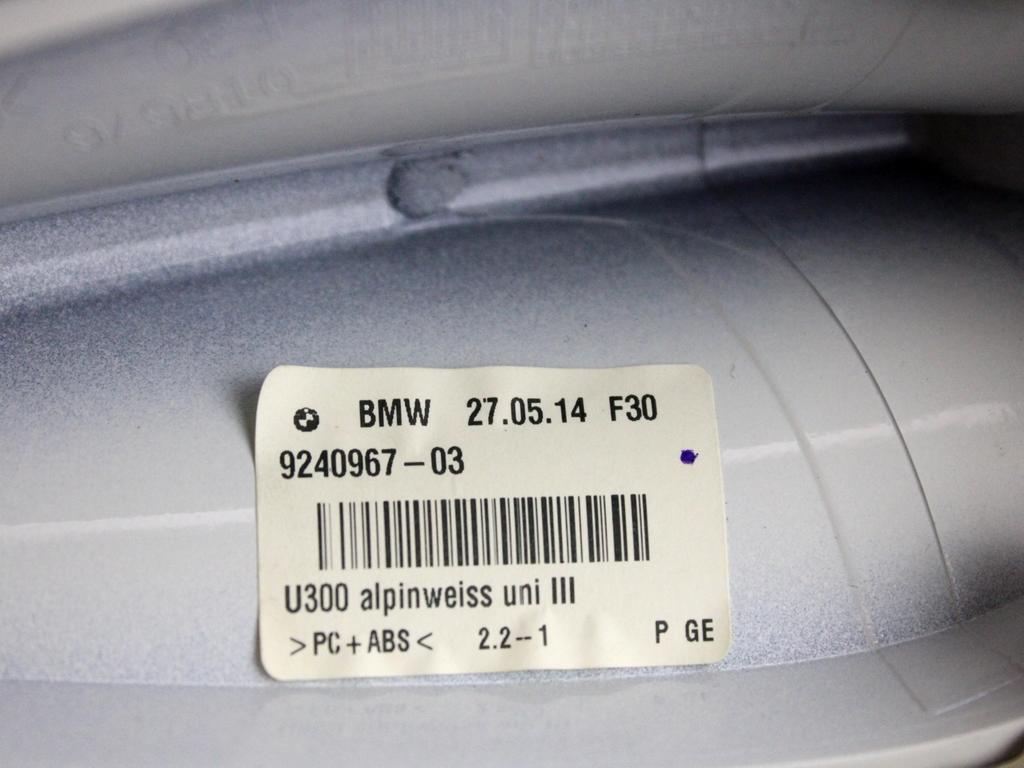 BMW 27.05.14 F30
9240967-03
U300 alpinweiss uni III
>PC+ABS< 2.2--1 P GE